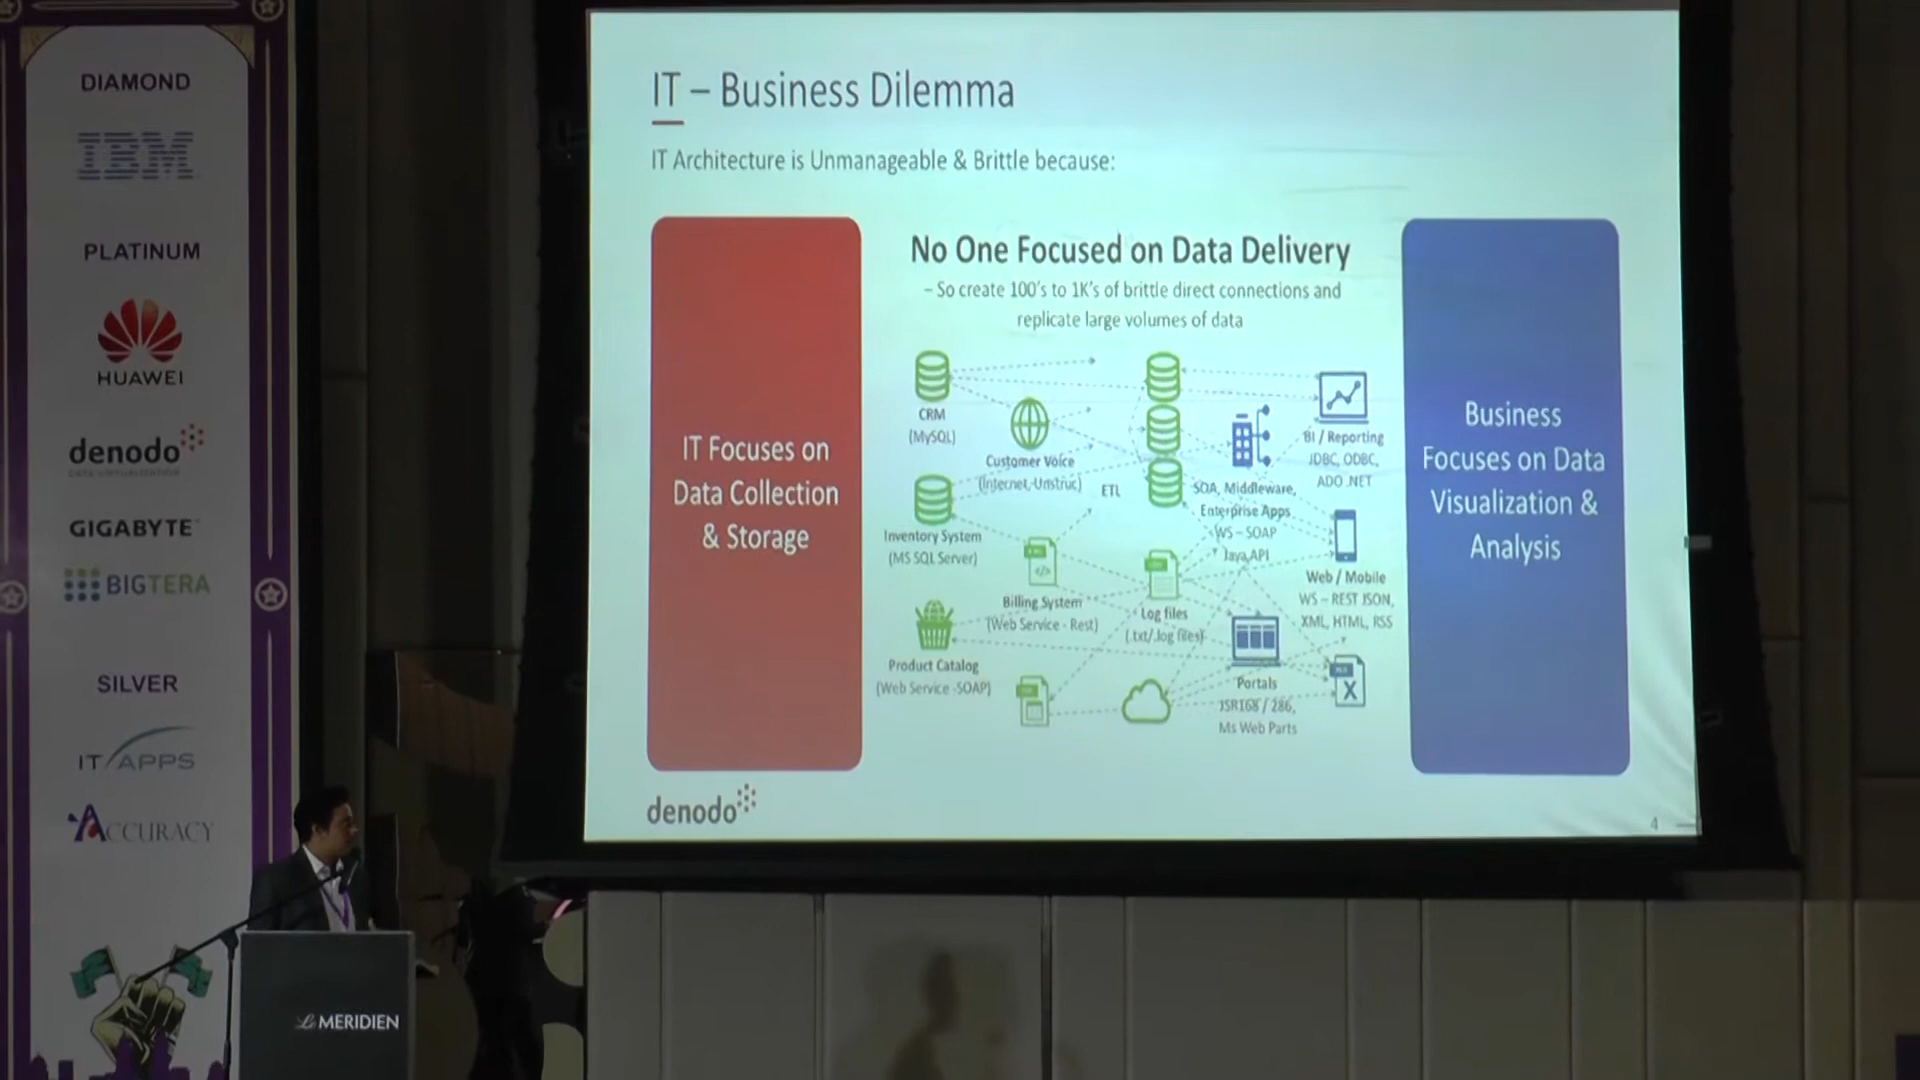 DIAMOND
IBM
PLATINUM
HUAWEI
denodo
DATA VIRTUALIZATION
GIGABYTE
BIGTERA
SILVER
IT APPS
ACCURACY
Le MERIDIEN
IT – Business Dilemma
IT Architecture is Unmanageable & Brittle because:
IT Focuses on
Data Collection
& Storage
No One Focused on Data Delivery
– So create 100's to 1K's of brittle direct connections and
replicate large volumes of data
CRM
(MySQL)
Customer Voice
(Internet, Unstruc)
ETL
Inventory System
(MS SQL Server)
Billing System
(Web Service - Rest)
Product Catalog
(Web Service -SOAP)
Log files
(.txt/.log files)
SOA, Middleware,
Enterprise Apps
WS – SOAP
Java API
BI / Reporting
JDBC, ODBC,
ADO .NET
Web / Mobile
WS – REST JSON,
XML, HTML, RSS
Portals
JSR168 / 286,
Ms Web Parts
X
Business
Focuses on Data
Visualization &
Analysis
denodo
4